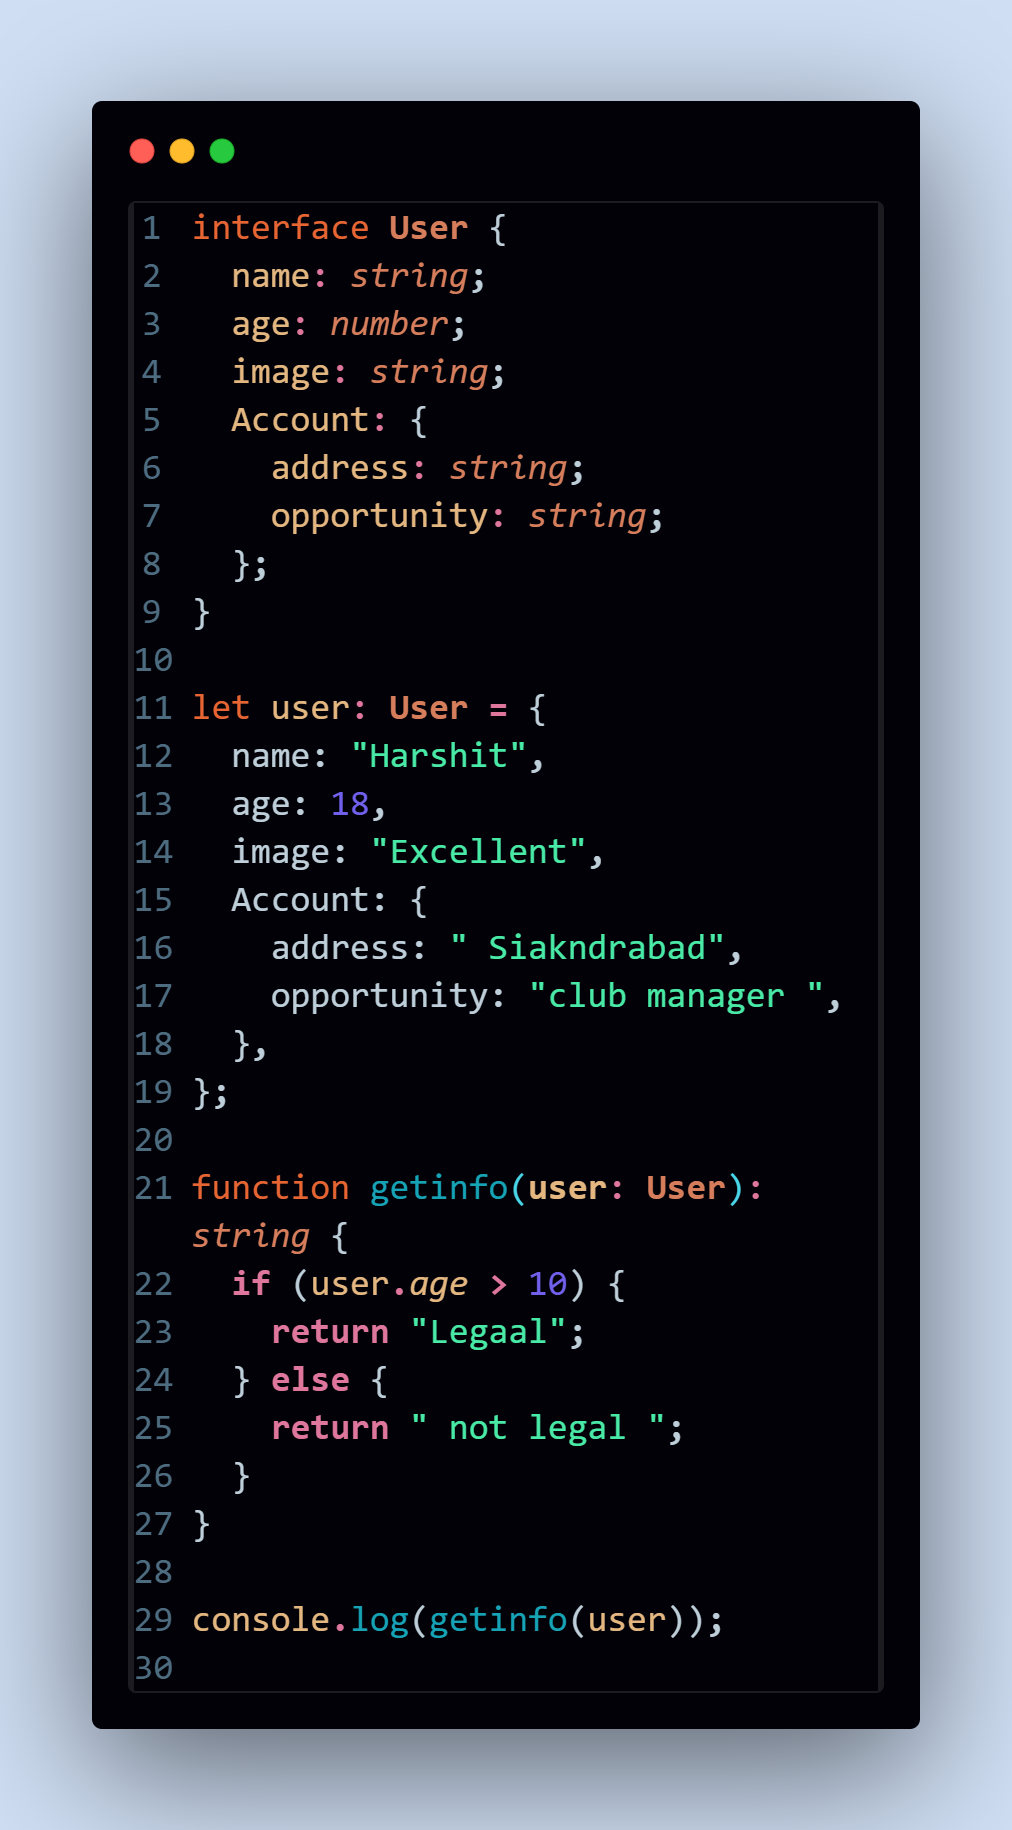 1 interface User {
2   name: string;
3   age: number;
4   image: string;
5   Account: {
6     address: string;
7     opportunity: string;
8   };
9 }
10
11 let user: User = {
12   name: "Harshit",
13   age: 18,
14   image: "Excellent",
15   Account: {
16     address: " Siakndrabad",
17     opportunity: "club manager ",
18   },
19 };
20
21 function getinfo(user: User):
string {
22   if (user.age > 10) {
23     return "Legaal";
24   } else {
25     return " not legal ";
26   }
27 }
28
29 console.log(getinfo(user));
30